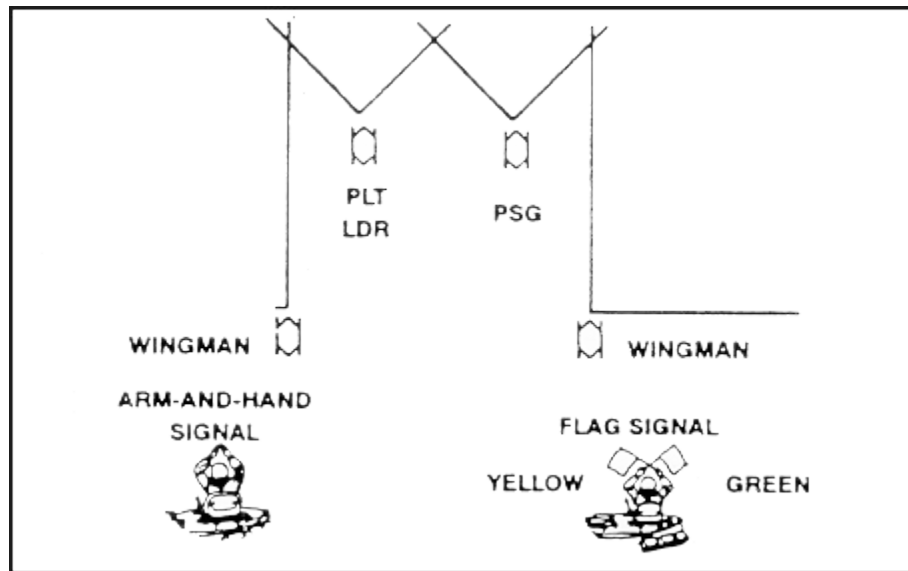 PLT
LDR
PSG
WINGMAN
WINGMAN
ARM-AND-HAND
SIGNAL
FLAG SIGNAL
YELLOW
GREEN